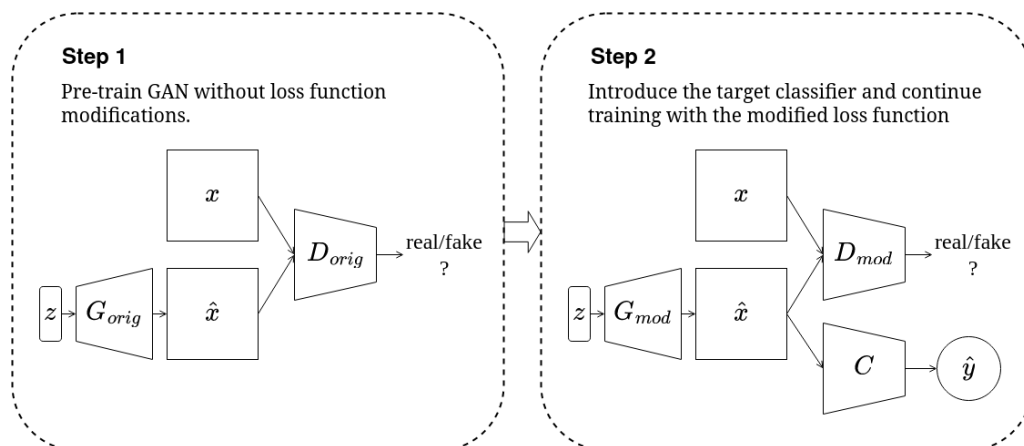 Step 1
Pre-train GAN without loss function
modifications.
x
D_orig
real/fake
?
z
G_orig
x̂
Step 2
Introduce the target classifier and continue
training with the modified loss function
x
D_mod
real/fake
?
z
G_mod
x̂
C
ŷ